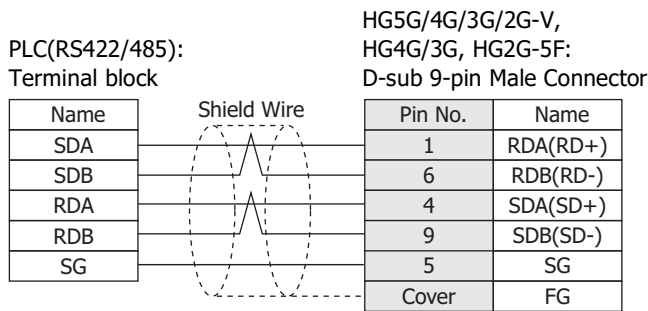 HG5G/4G/3G/2G-V,
PLC(RS422/485): HG4G/3G, HG2G-5F:
Terminal block D-sub 9-pin Male Connector
Name Shield Wire Pin No. Name
SDA 1 RDA(RD+)
SDB 6 RDB(RD-)
RDA 4 SDA(SD+)
RDB 9 SDB(SD-)
SG 5 SG
Cover FG